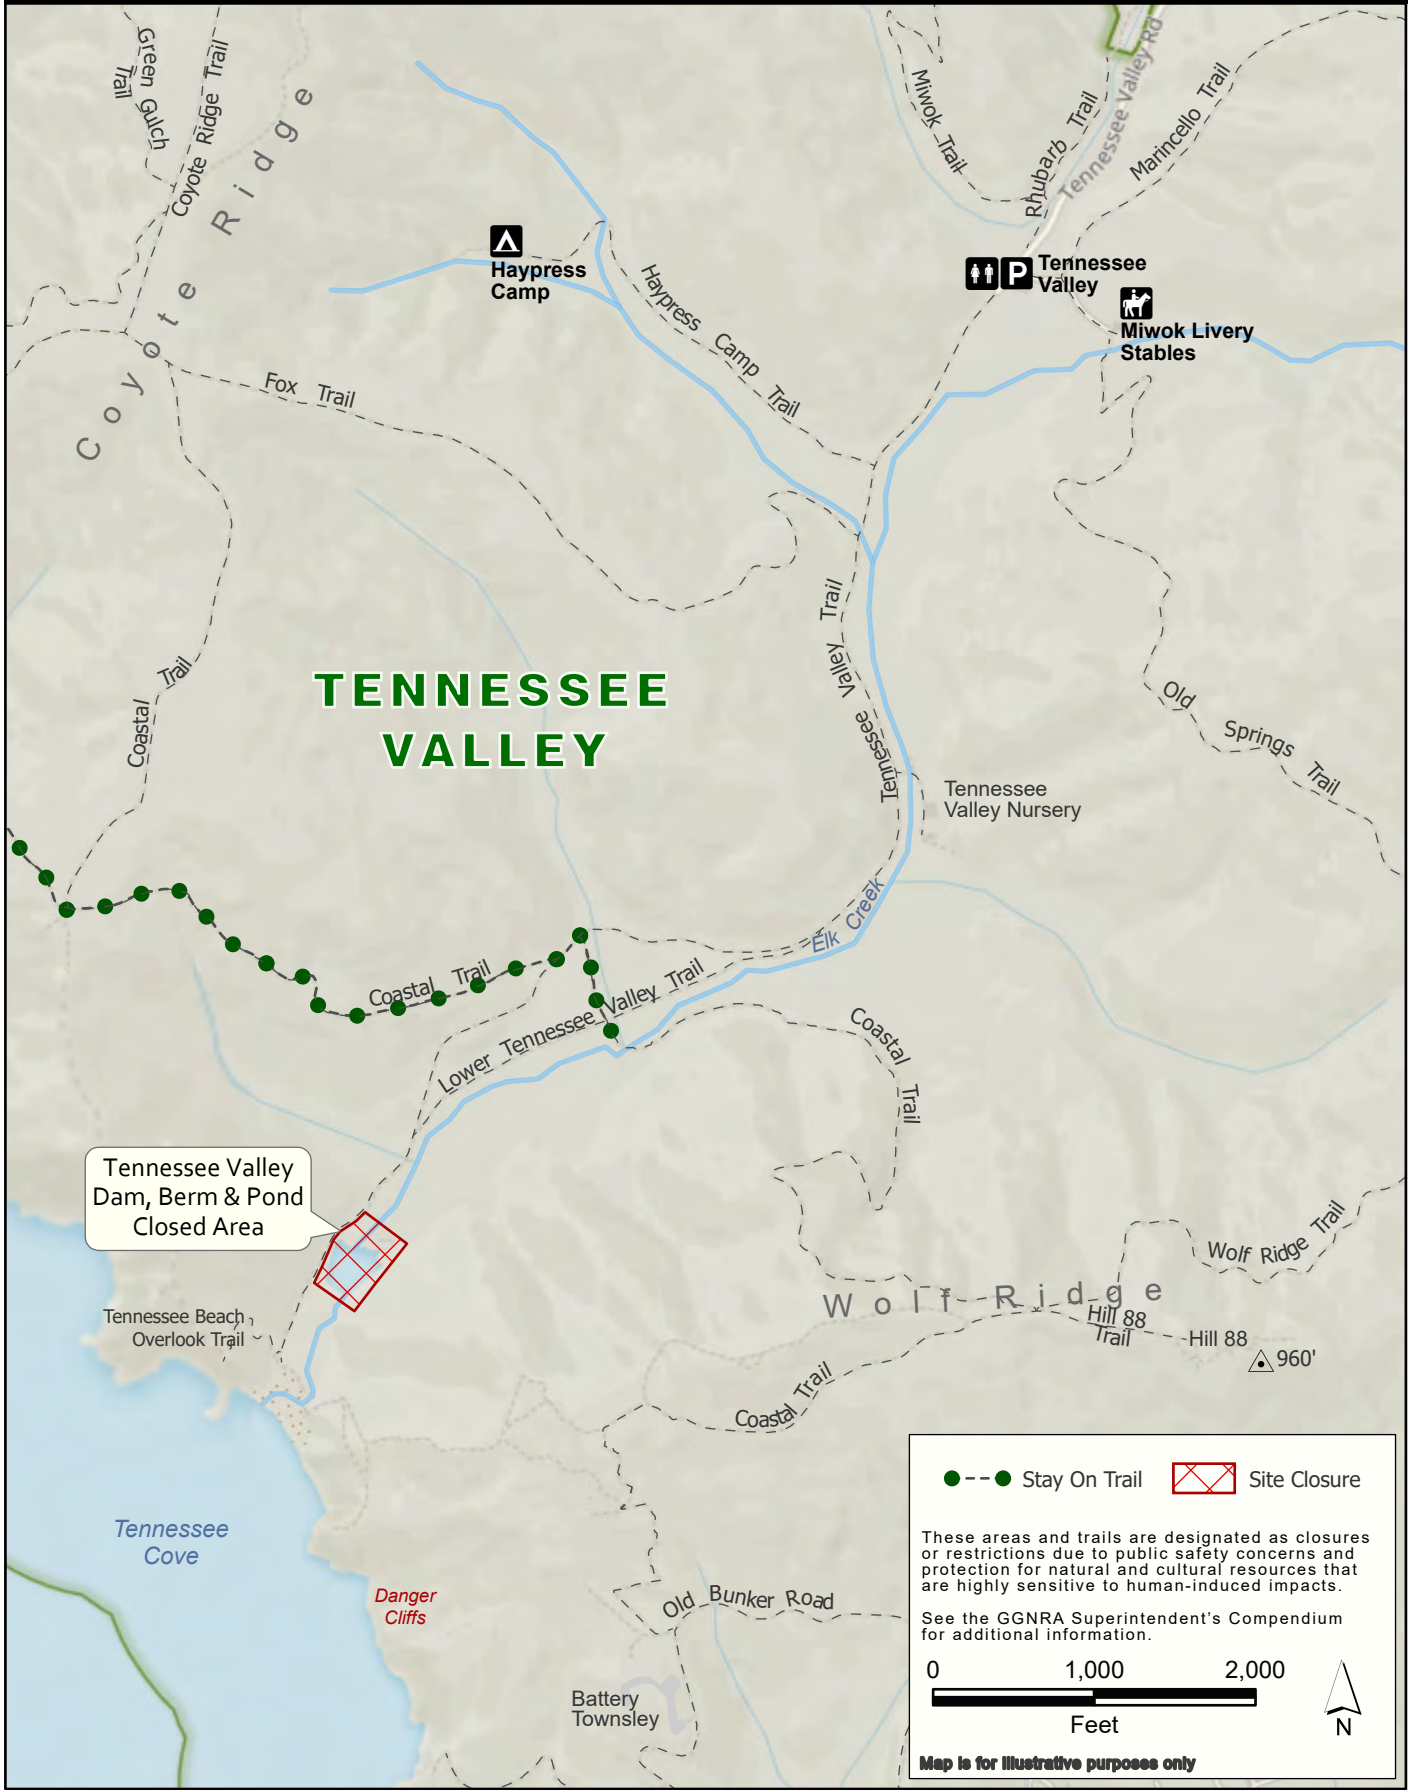 Green Gulch
Trail
Coyote Ridge Trail
Coyote Ridge
Miwok Trail
Rhubarb Trail
Tennessee Valley Rd
Marincello Trail
Haypress
Camp
Haypress Camp Trail
P
Tennessee
Valley
Miwok Livery
Stables
Fox Trail
Coastal Trail
TENNESSEE
VALLEY
Tennessee Valley Trail
Old Springs Trail
Tennessee
Valley Nursery
Elk Creek
Coastal Trail
Lower Tennessee Valley Trail
Coastal Trail
Tennessee Valley
Dam, Berm & Pond
Closed Area
Wolf Ridge Trail
Wolf Ridge
Hill 88
Trail
Hill 88
960'
Tennessee Beach
Overlook Trail
Coastal Trail
Tennessee
Cove
Danger
Cliffs
Old Bunker Road
Battery
Townsley
Stay On Trail
Site Closure
These areas and trails are designated as closures
or restrictions due to public safety concerns and
protection for natural and cultural resources that
are highly sensitive to human-induced impacts.
See the GGNRA Superintendent's Compendium
for additional information.
0 1,000 2,000
Feet
N
Map is for illustrative purposes only